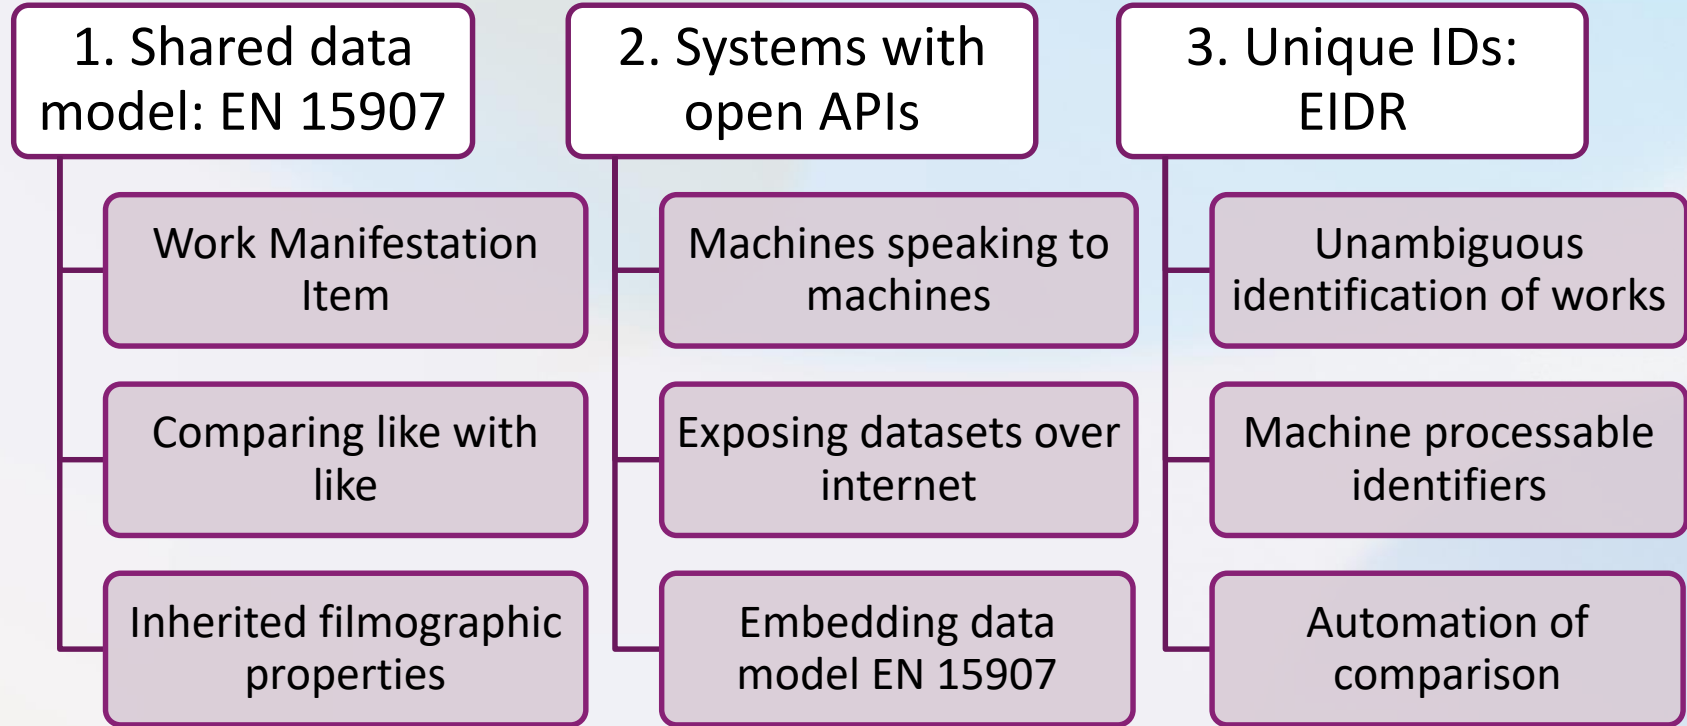 1. Shared data
model: EN 15907
Work Manifestation
Item
Comparing like with
like
Inherited filmographic
properties
2. Systems with
open APIs
Machines speaking to
machines
Exposing datasets over
internet
Embedding data
model EN 15907
3. Unique IDs:
EIDR
Unambiguous
identification of works
Machine processable
identifiers
Automation of
comparison